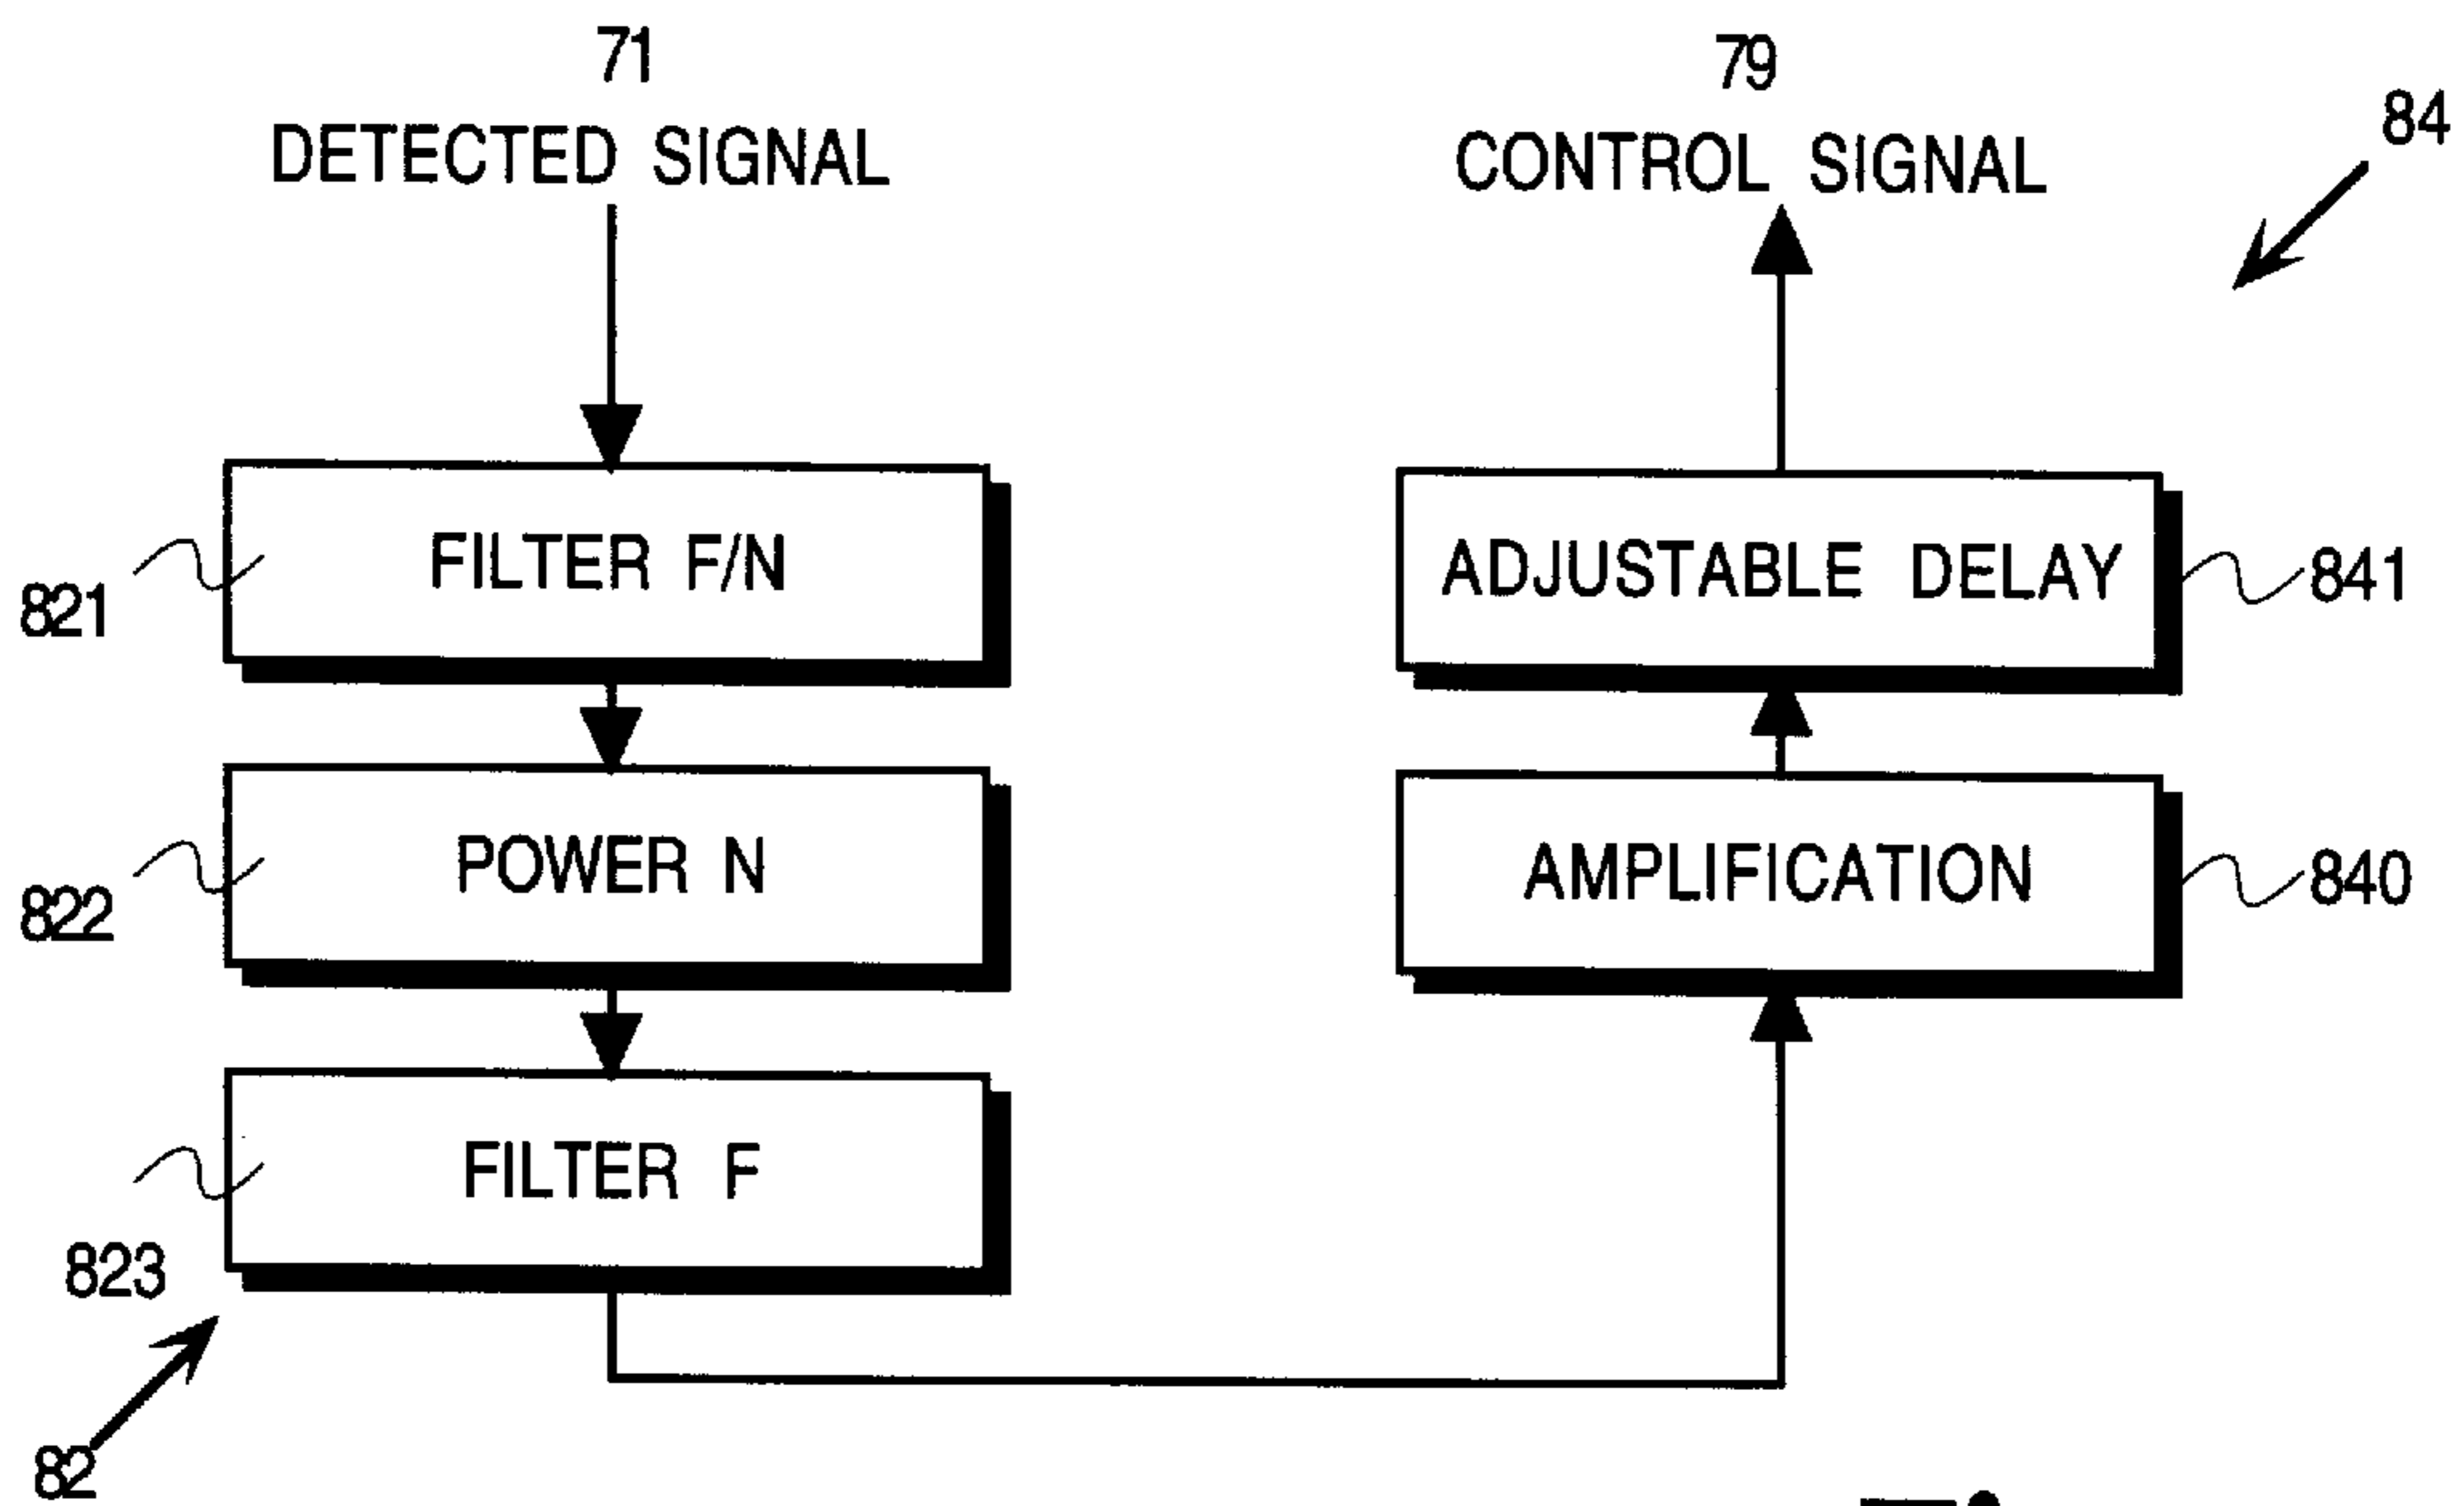 71
DETECTED SIGNAL
79
CONTROL SIGNAL
84
FILTER F/N
821
ADJUSTABLE DELAY
841
POWER N
822
AMPLIFICATION
840
FILTER F
823
82